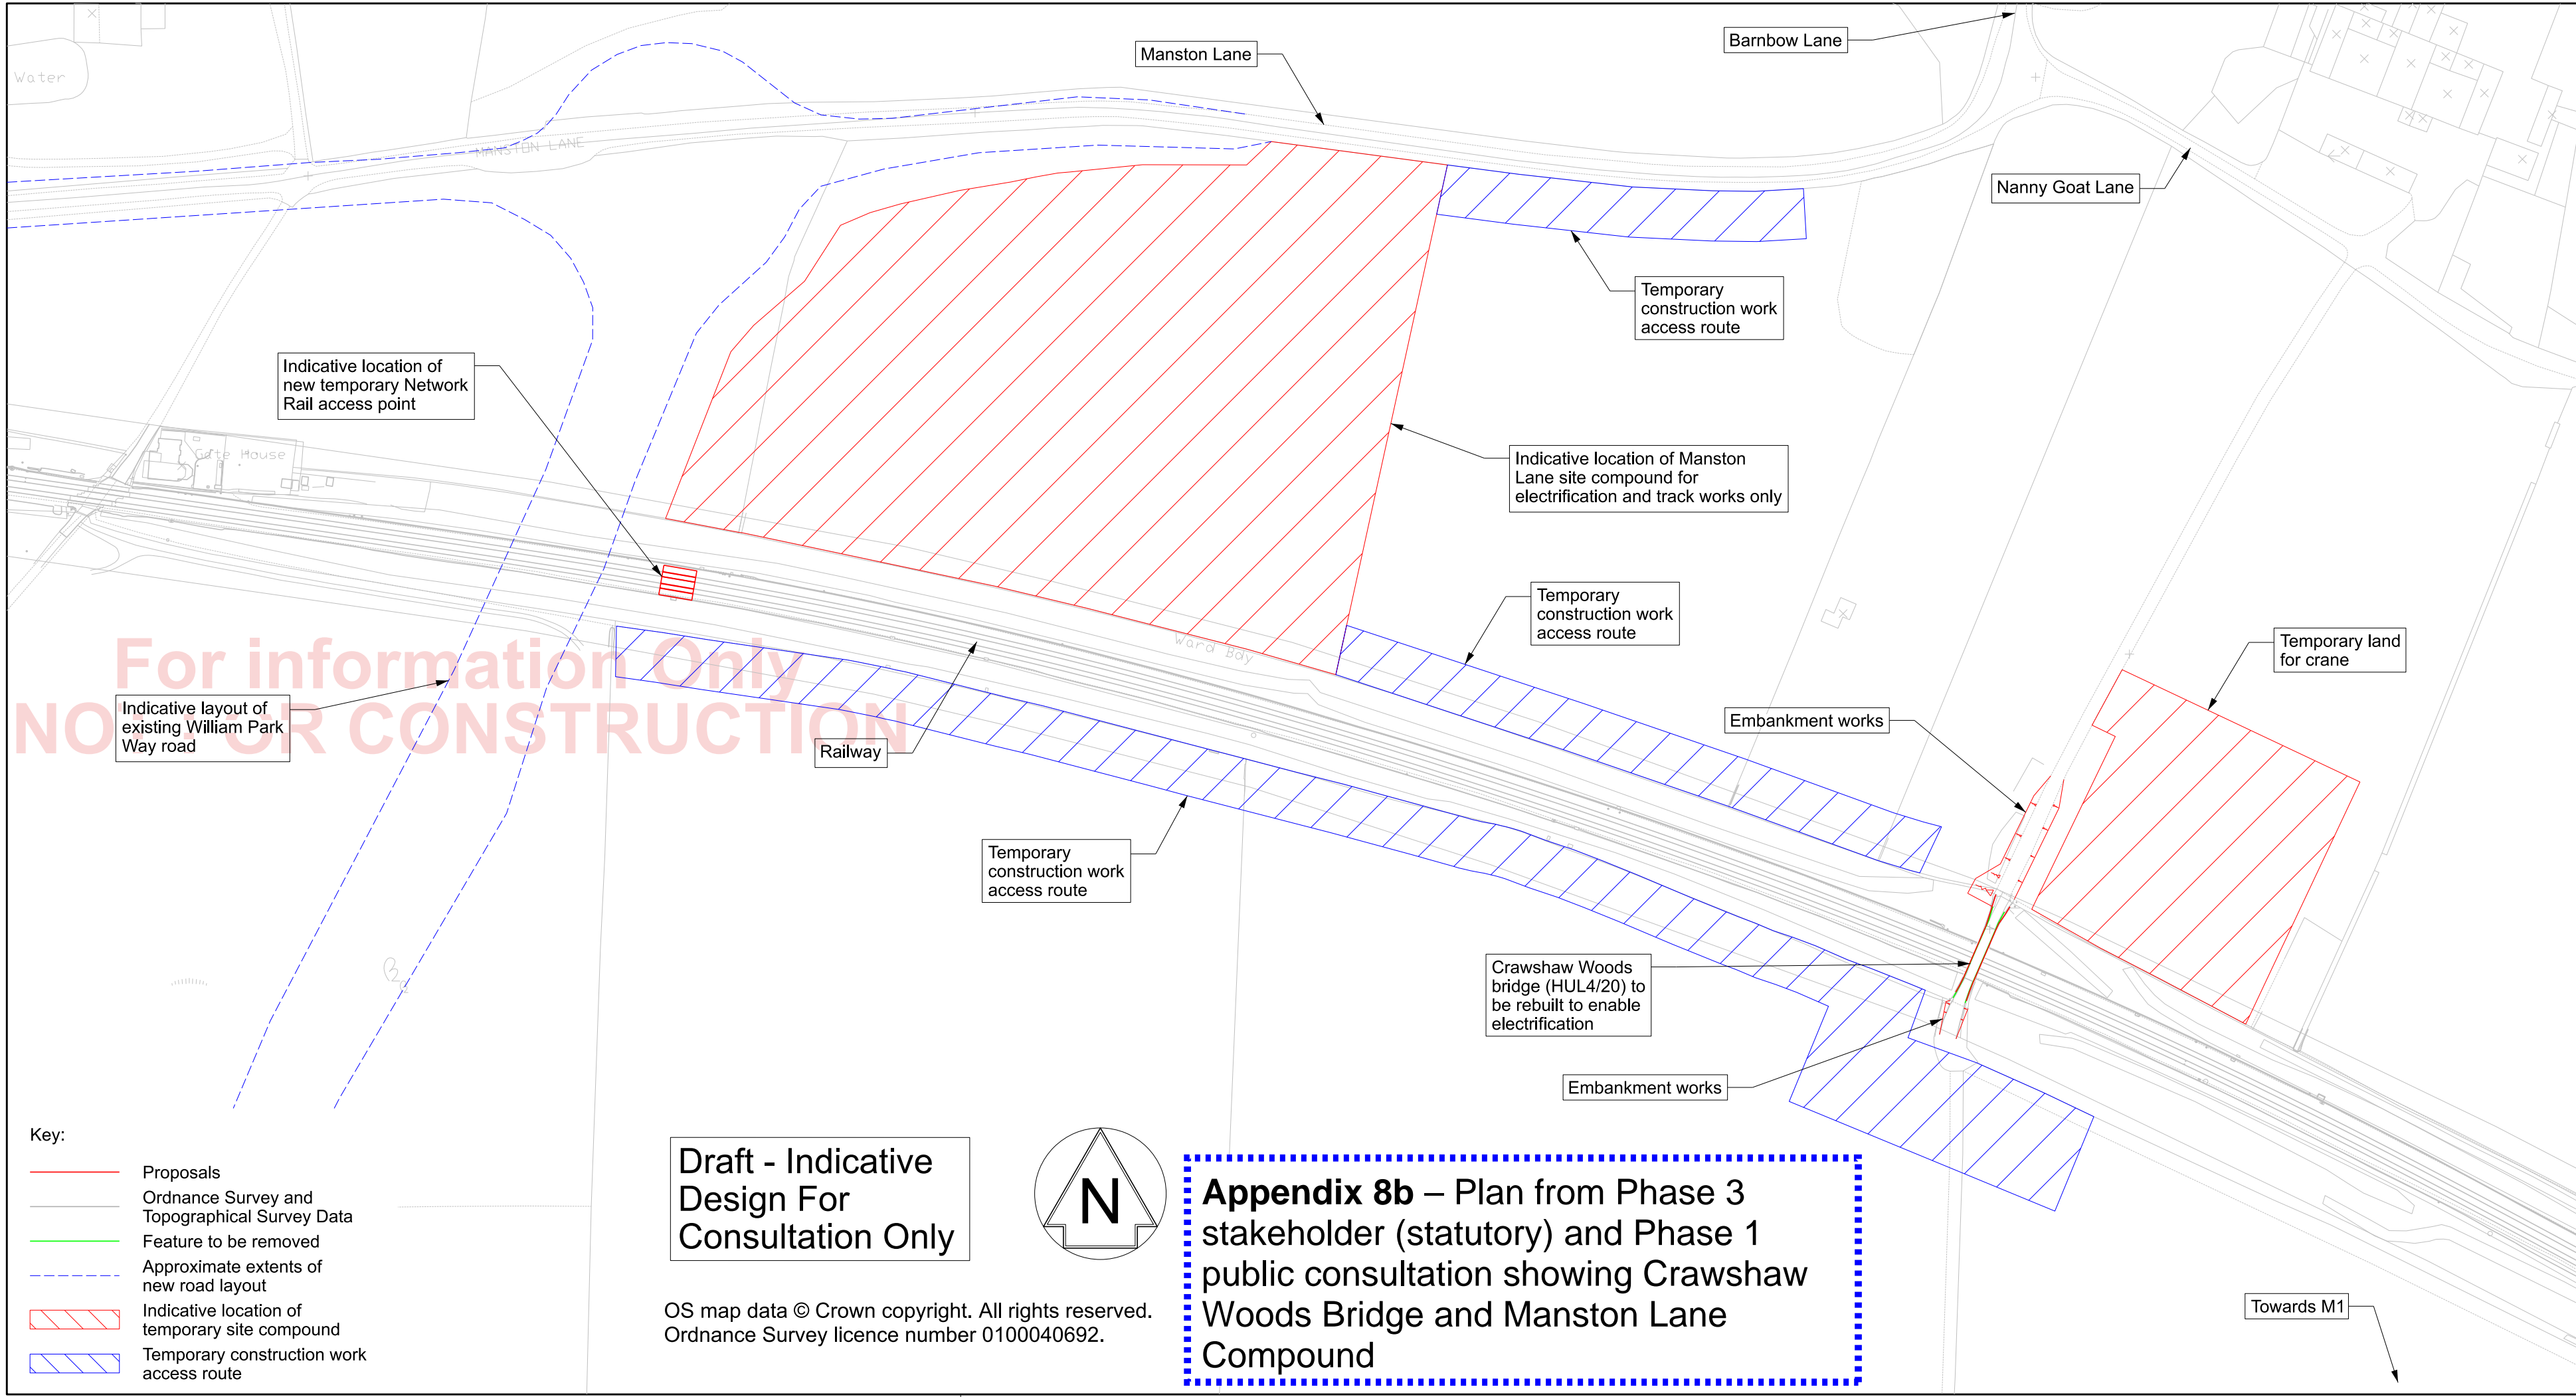 Water
Manston Lane
Barnbow Lane
MANSTON LANE
Nanny Goat Lane
Temporary
construction work
access route
Indicative location of
new temporary Network
Rail access point
Gate House
Indicative location of Manston
Lane site compound for
electrification and track works only
Temporary
construction work
access route
Ward Bdy
Temporary land
for crane
For information Only
NOT FOR CONSTRUCTION
Indicative layout of
existing William Park
Way road
Railway
Embankment works
Temporary
construction work
access route
Crawshaw Woods
bridge (HUL4/20) to
be rebuilt to enable
electrification
Embankment works
Key:
Proposals
Ordnance Survey and
Topographical Survey Data
Feature to be removed
Approximate extents of
new road layout
Indicative location of
temporary site compound
Temporary construction work
access route
Draft - Indicative
Design For
Consultation Only
N
OS map data © Crown copyright. All rights reserved.
Ordnance Survey licence number 0100040692.
Appendix 8b – Plan from Phase 3
stakeholder (statutory) and Phase 1
public consultation showing Crawshaw
Woods Bridge and Manston Lane
Compound
Towards M1